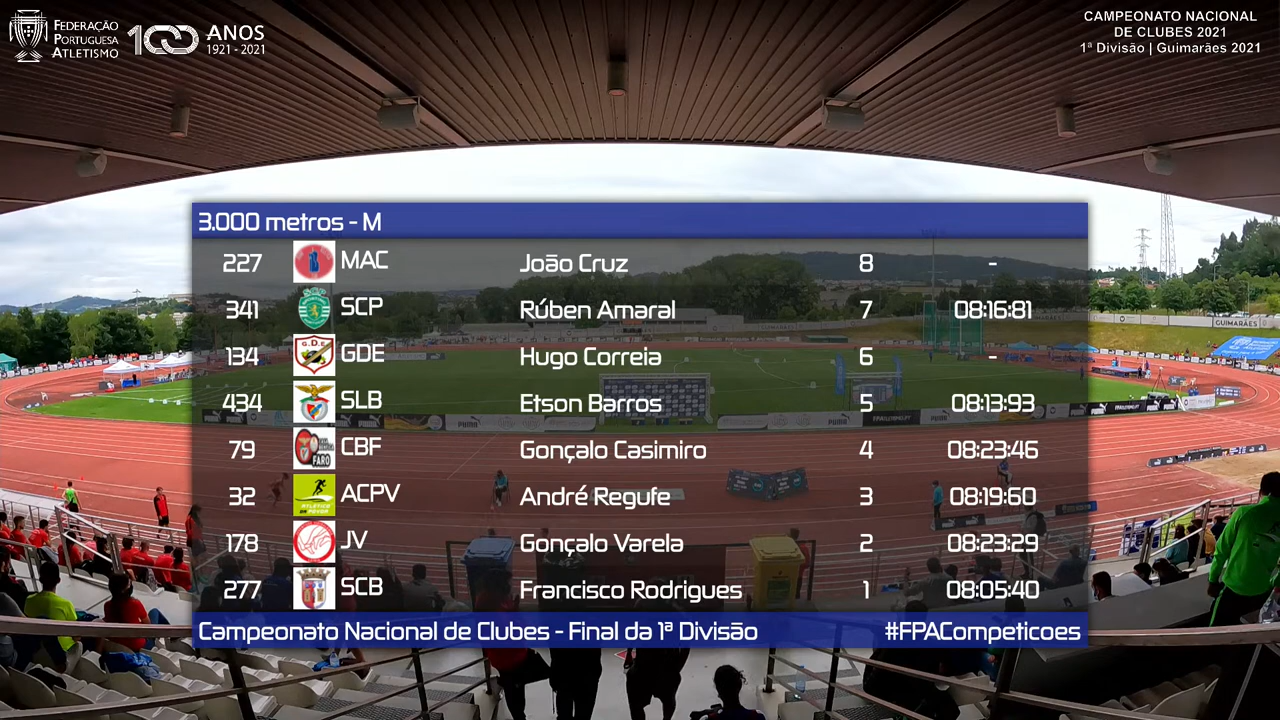 FEDERAÇÃO
PORTUGUESA
ATLETISMO
100 ANOS
1921 - 2021
CAMPEONATO NACIONAL
DE CLUBES 2021
1ª Divisão | Guimarães 2021
3.000 metros - M
227 MAC João Cruz 8 -
341 SCP Rúben Amaral 7 08:16:81
134 GDE Hugo Correia 6 -
434 SLB Etson Barros 5 08:13:93
79 CBF Gonçalo Casimiro 4 08:23:46
32 ACPV André Regufe 3 08:19:60
178 JV Gonçalo Varela 2 08:23:29
277 SCB Francisco Rodrigues 1 08:05:40
Campeonato Nacional de Clubes - Final da 1ª Divisão #FPACompeticoes
SCP
G.D.E
FARO
GUIMARÃES
PUMA